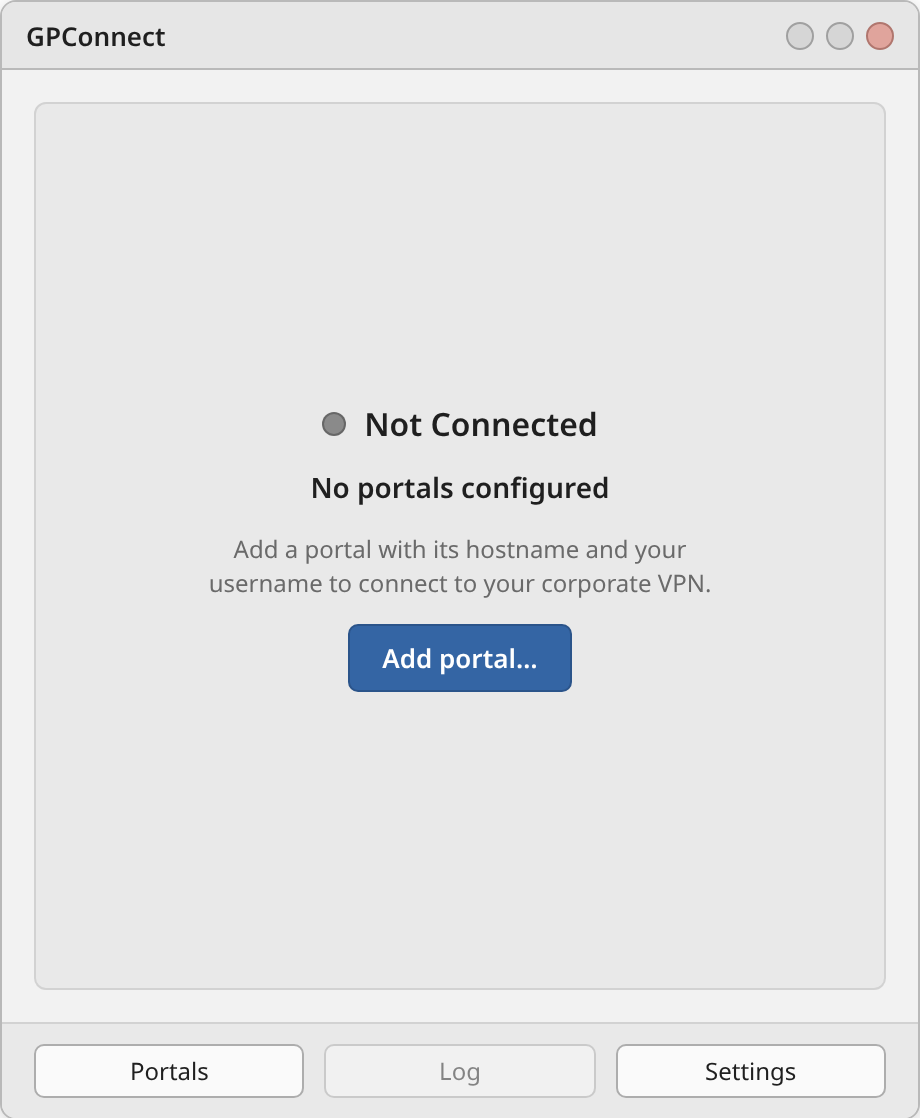 GPConnect
Not Connected
No portals configured
Add a portal with its hostname and your
username to connect to your corporate VPN.
Add portal...
Portals
Log
Settings